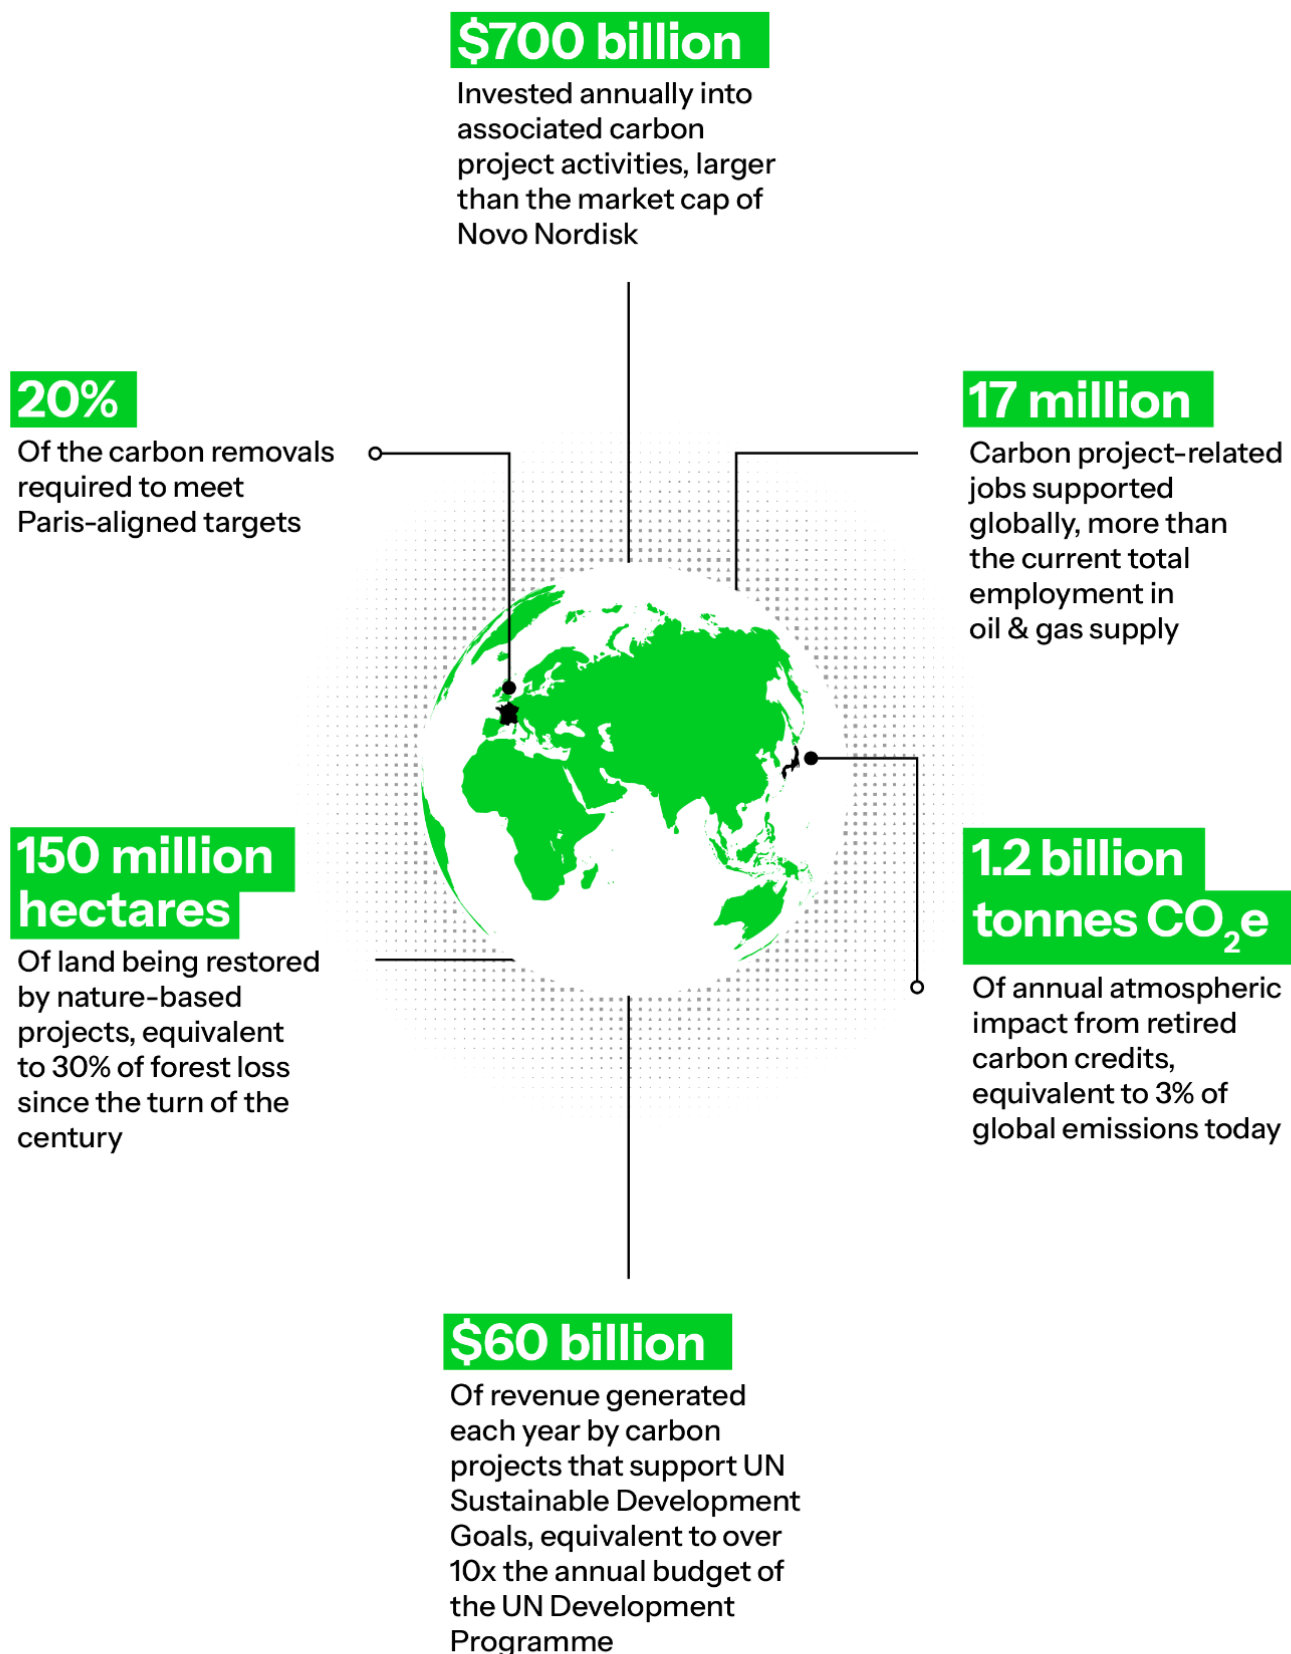 $700 billion
Invested annually into
associated carbon
project activities, larger
than the market cap of
Novo Nordisk
20%
Of the carbon removals
required to meet
Paris-aligned targets
17 million
Carbon project-related
jobs supported
globally, more than
the current total
employment in
oil & gas supply
150 million
hectares
Of land being restored
by nature-based
projects, equivalent
to 30% of forest loss
since the turn of the
century
1.2 billion
tonnes CO₂e
Of annual atmospheric
impact from retired
carbon credits,
equivalent to 3% of
global emissions today
$60 billion
Of revenue generated
each year by carbon
projects that support UN
Sustainable Development
Goals, equivalent to over
10x the annual budget of
the UN Development
Programme